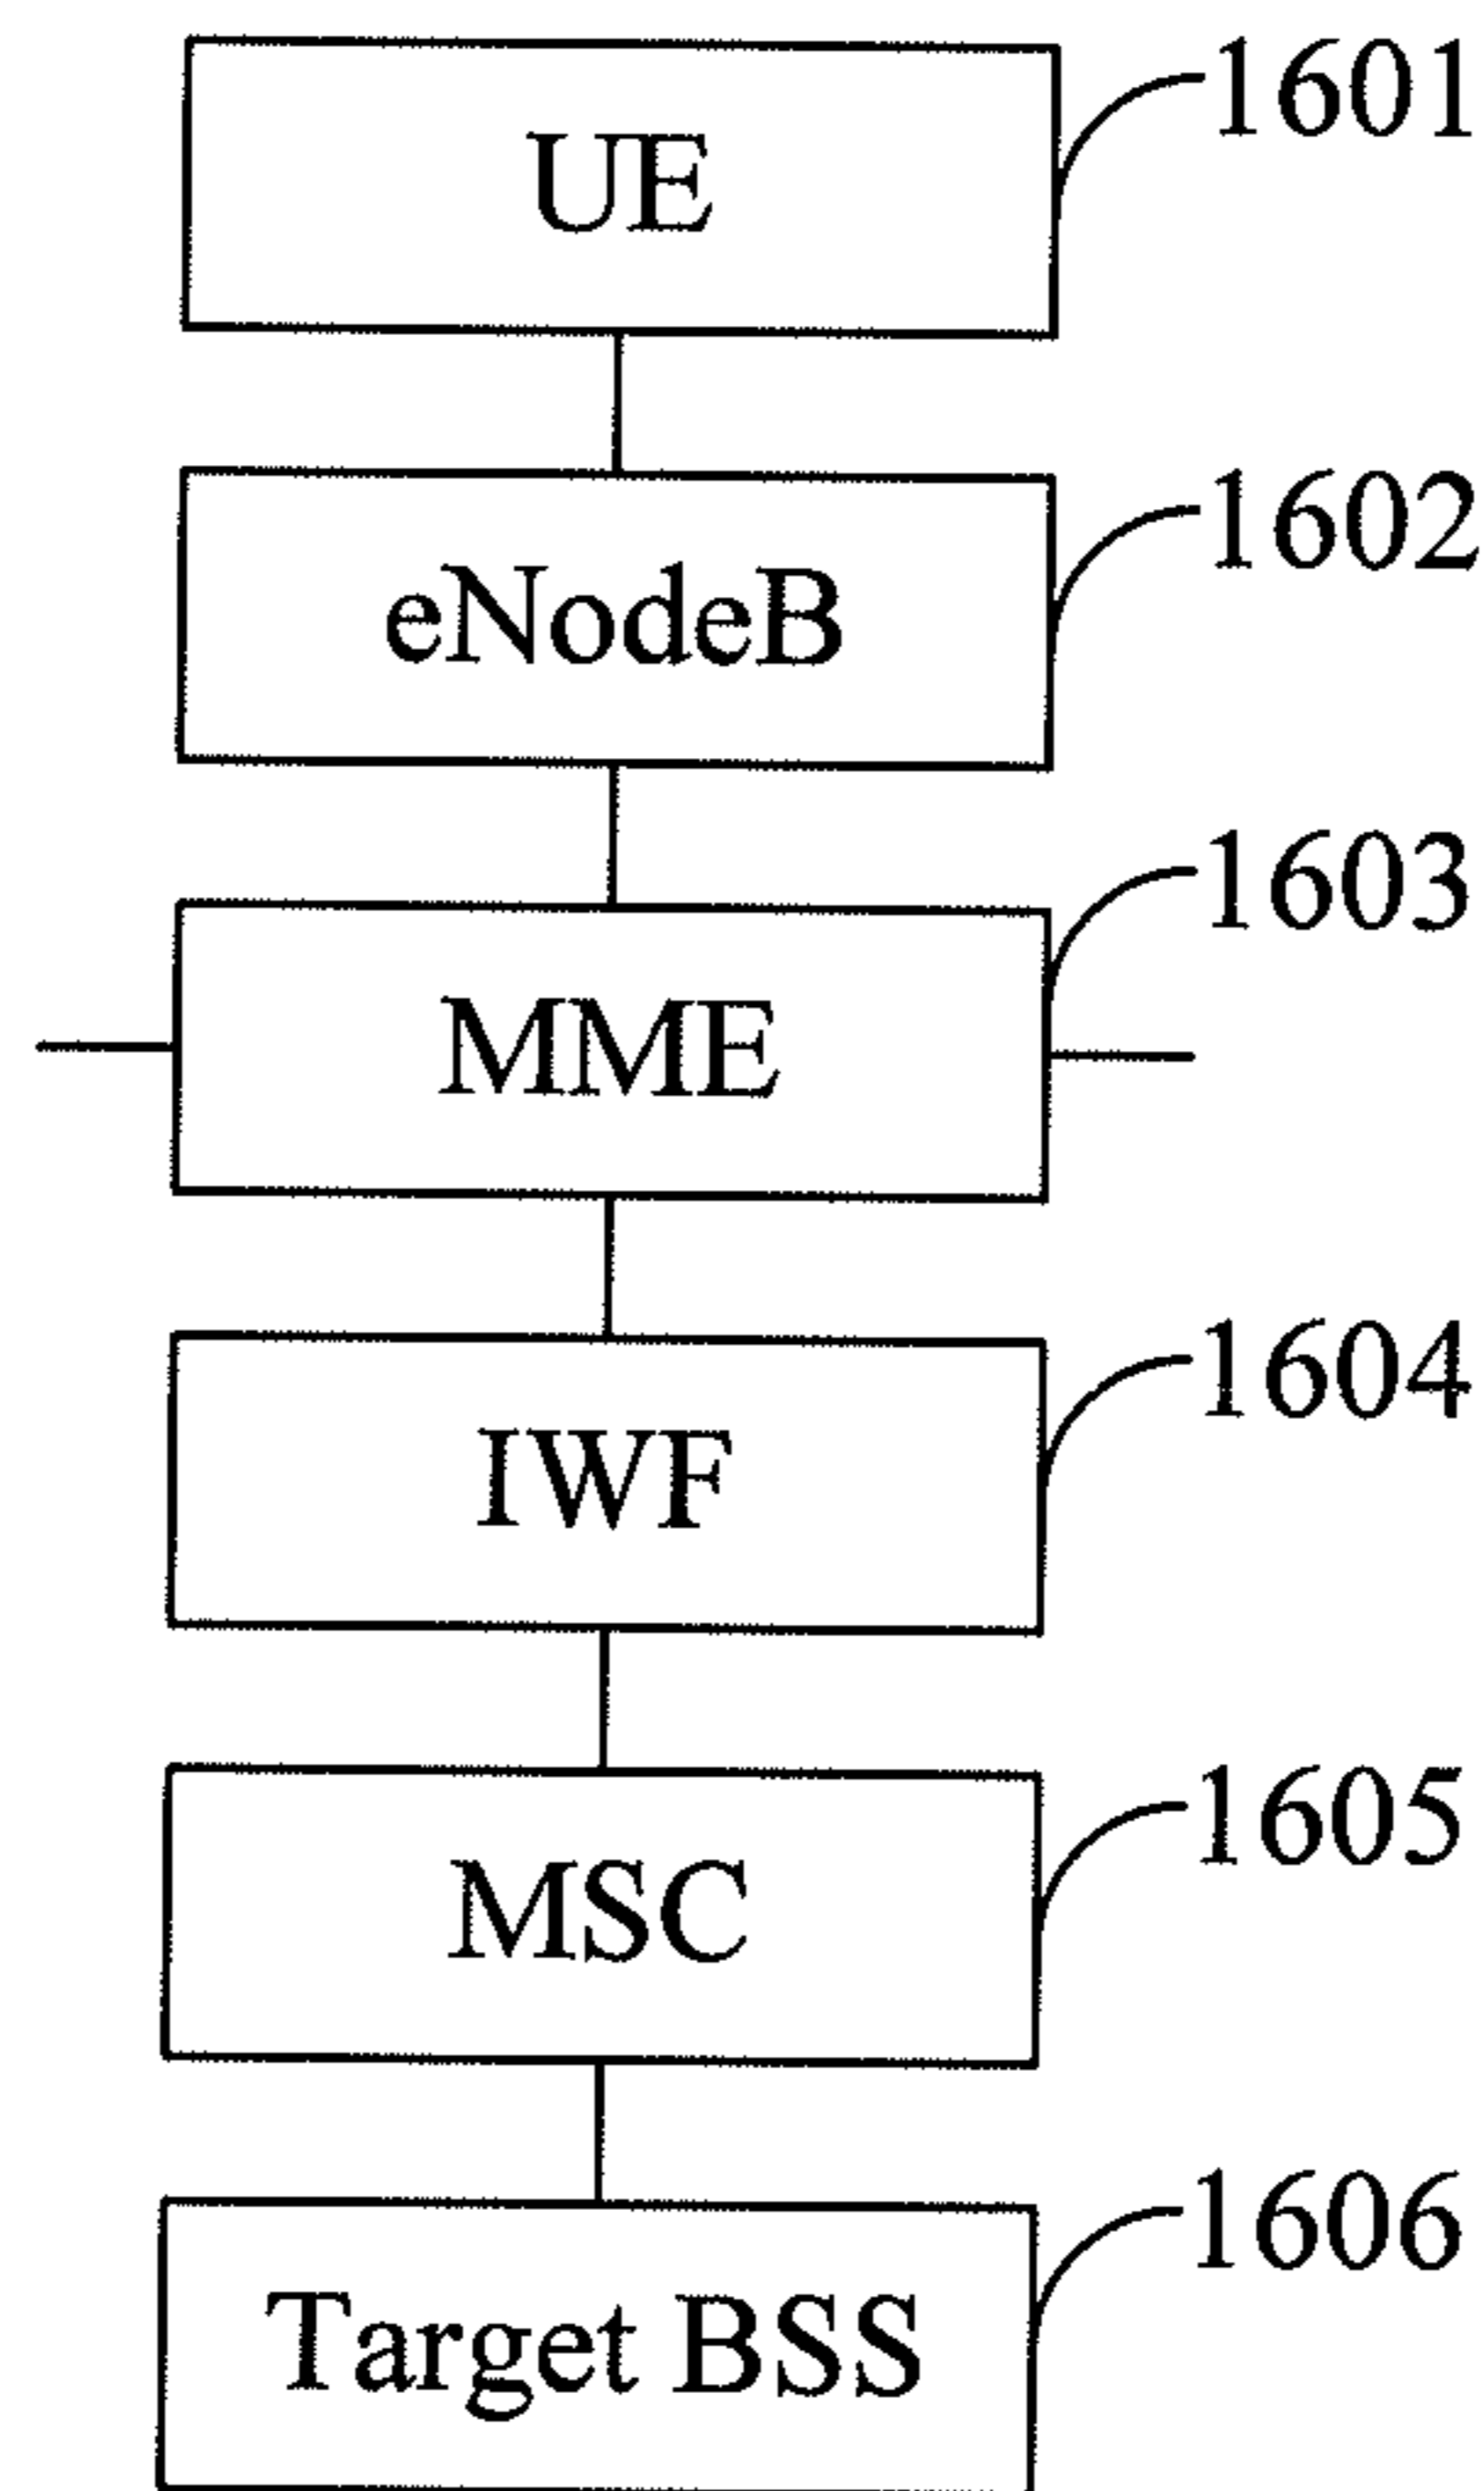 1601
UE
1602
eNodeB
1603
MME
1604
IWF
1605
MSC
1606
Target BSS